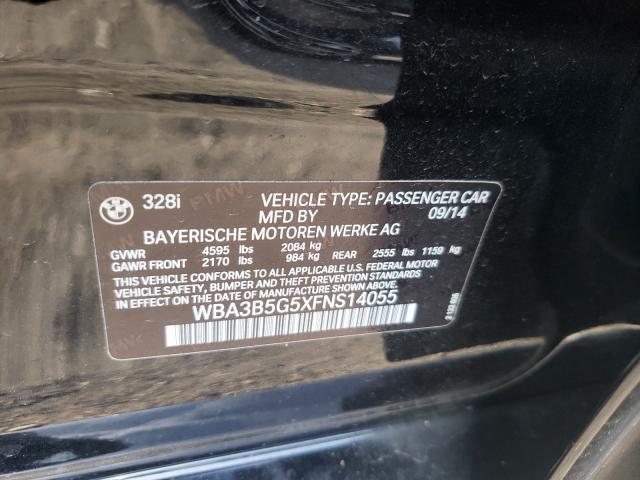 BMW 328i VEHICLE TYPE: PASSENGER CAR
MFD BY 09/14
BAYERISCHE MOTOREN WERKE AG
GVWR 4595 lbs 2084 kg
GAWR FRONT 2170 lbs 984 kg REAR 2555 lbs 1159 kg
THIS VEHICLE CONFORMS TO ALL APPLICABLE U.S. FEDERAL MOTOR
VEHICLE SAFETY, BUMPER AND THEFT PREVENTION STANDARDS
IN EFFECT ON THE DATE OF MANUFACTURE SHOWN ABOVE.
WBA3B5G5XFNS14055